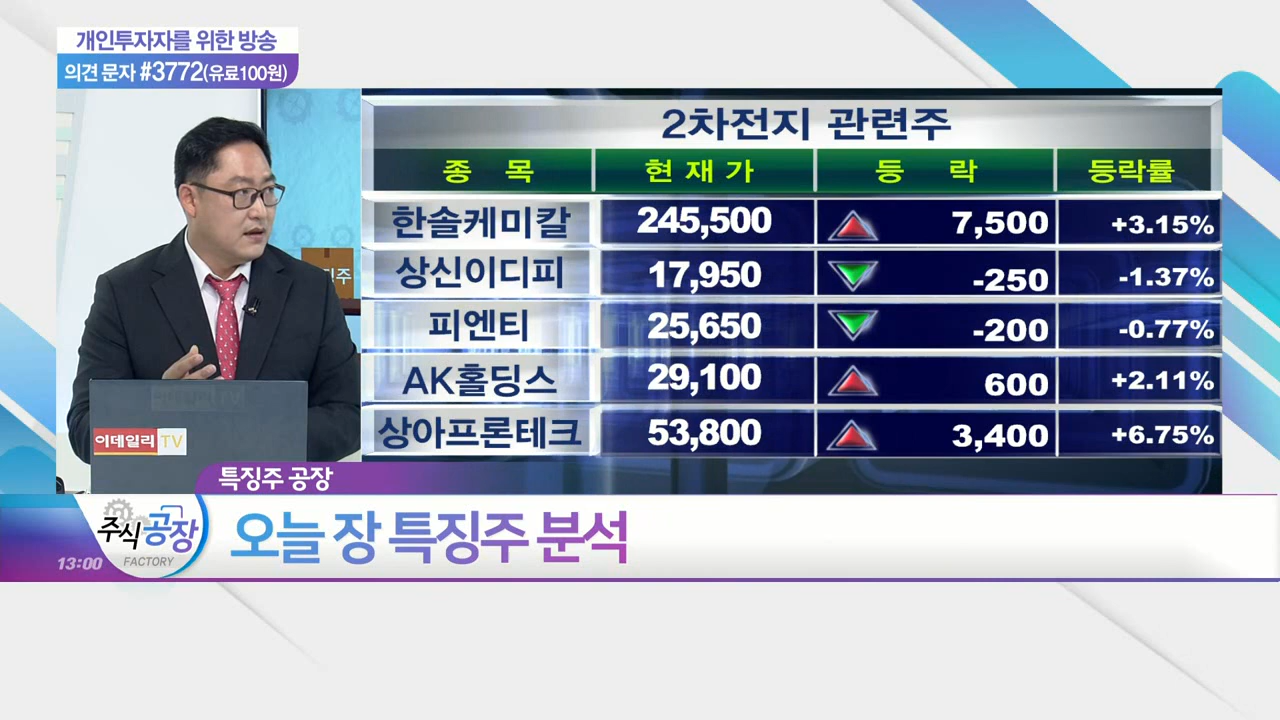 개인투자자를 위한 방송
의견 문자 #3772(유료100원)
2차전지 관련주
종 목 현 재 가 등 락 등락률
한솔케미칼 245,500 ▲ 7,500 +3.15%
상신이디피 17,950 ▼ -250 -1.37%
피엔티 25,650 ▼ -200 -0.77%
AK홀딩스 29,100 ▲ 600 +2.11%
상아프론테크 53,800 ▲ 3,400 +6.75%
징주
이데일리 TV
특징주 공장
주식공장
FACTORY
13:00
오늘 장 특징주 분석